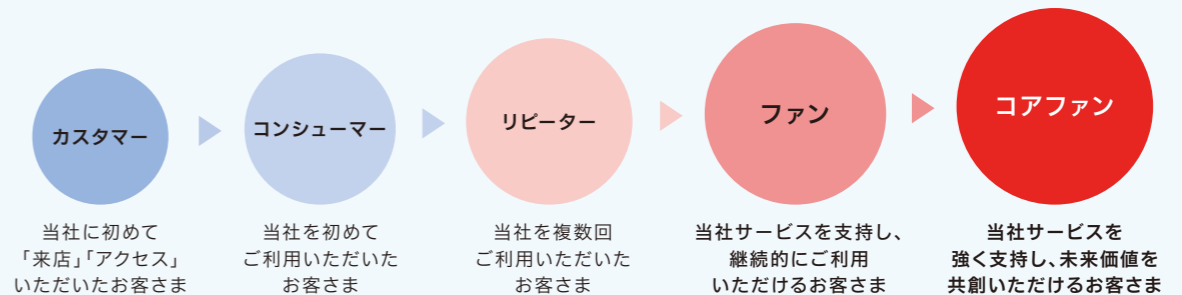 カスタマー
コンシューマー
リピーター
ファン
コアファン
当社に初めて
「来店」「アクセス」
いただいたお客さま
当社を初めて
ご利用いただいた
お客さま
当社を複数回
ご利用いただいた
お客さま
当社サービスを支持し、
継続的にご利用
いただけるお客さま
当社サービスを
強く支持し、未来価値を
共創いただけるお客さま